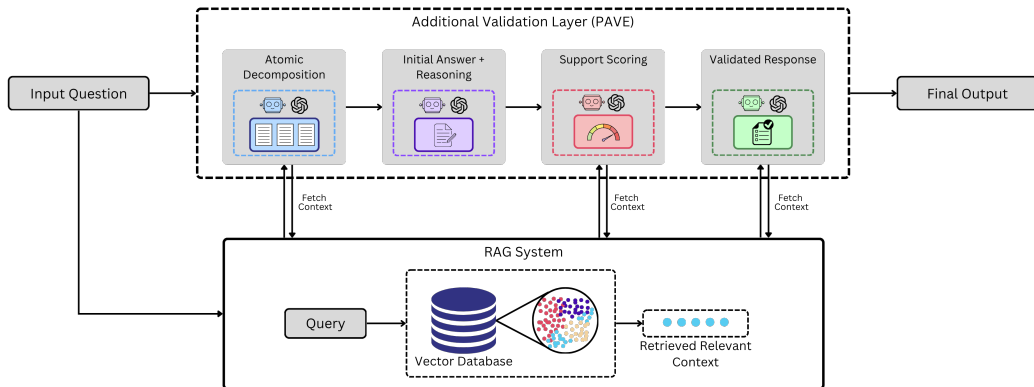 Additional Validation Layer (PAVE)
Input Question
Atomic
Decomposition
Initial Answer +
Reasoning
Support Scoring
Validated Response
Final Output
Fetch
Context
Fetch
Context
Fetch
Context
RAG System
Query
Vector Database
Retrieved Relevant
Context